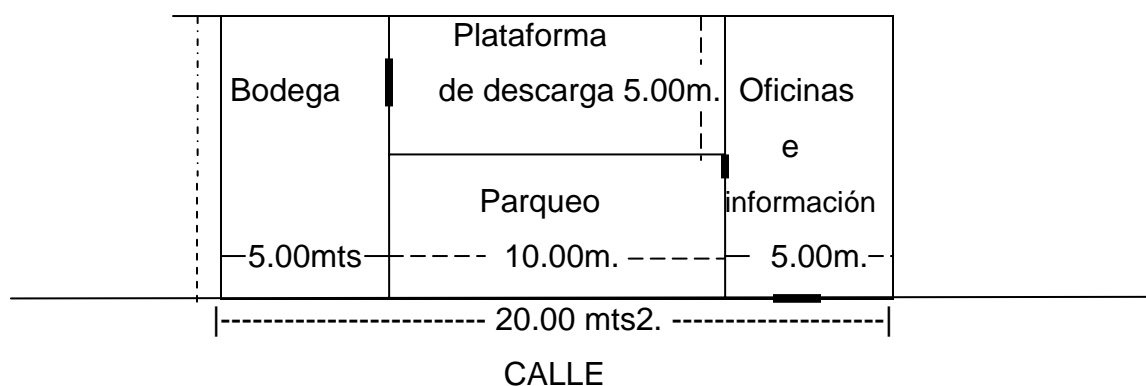 Plataforma
Bodega de descarga 5.00m. Oficinas
e
Parqueo información
5.00mts 10.00m. 5.00m.
20.00 mts2.
CALLE